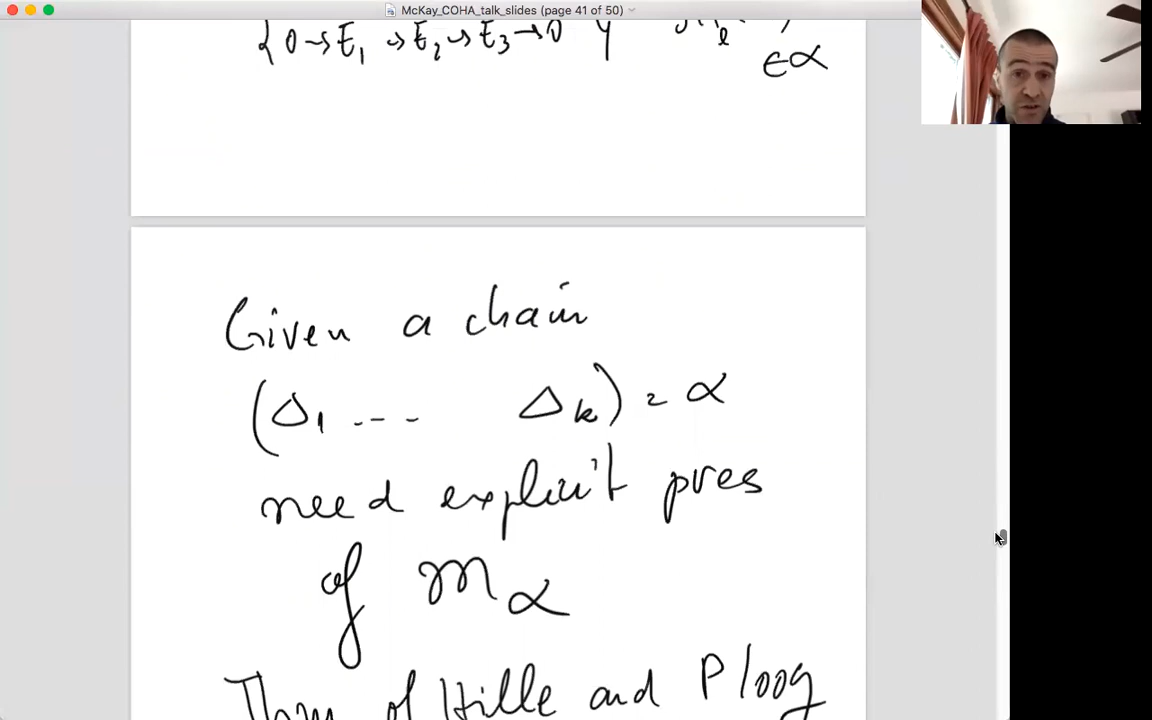 McKay_COHA_talk_slides (page 41 of 50)
{0→E₁→E₂→E₃→0}
∈α
Given a chain
(Δ₁ --- Δₖ) = α
need explicit pres
of 𝔐_α
Thm of Hille and Ploog